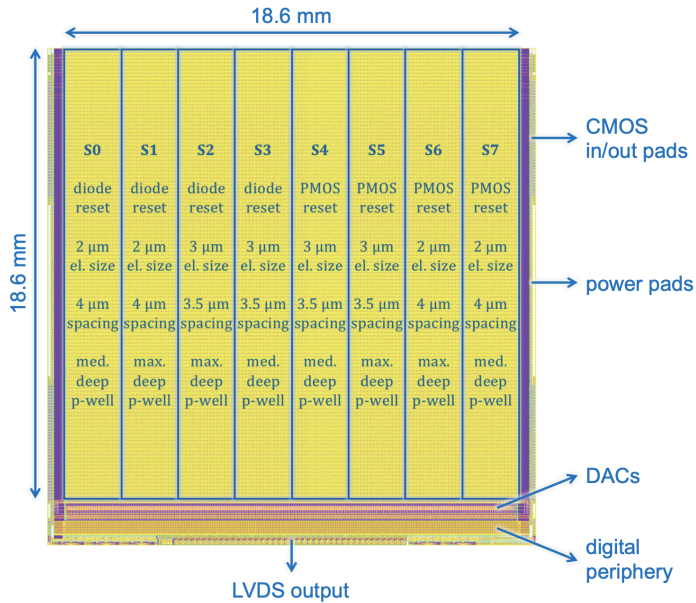 18.6 mm
18.6 mm
S0 S1 S2 S3 S4 S5 S6 S7
diode diode diode diode PMOS PMOS PMOS PMOS
reset reset reset reset reset reset reset reset
2 µm 2 µm 3 µm 3 µm 3 µm 3 µm 2 µm 2 µm
el. size el. size el. size el. size el. size el. size el. size el. size
4 µm 4 µm 3.5 µm 3.5 µm 3.5 µm 3.5 µm 4 µm 4 µm
spacing spacing spacing spacing spacing spacing spacing spacing
med. max. max. med. med. max. max. med.
deep deep deep deep deep deep deep deep
p-well p-well p-well p-well p-well p-well p-well p-well
CMOS
in/out pads
power pads
DACs
digital
periphery
LVDS output